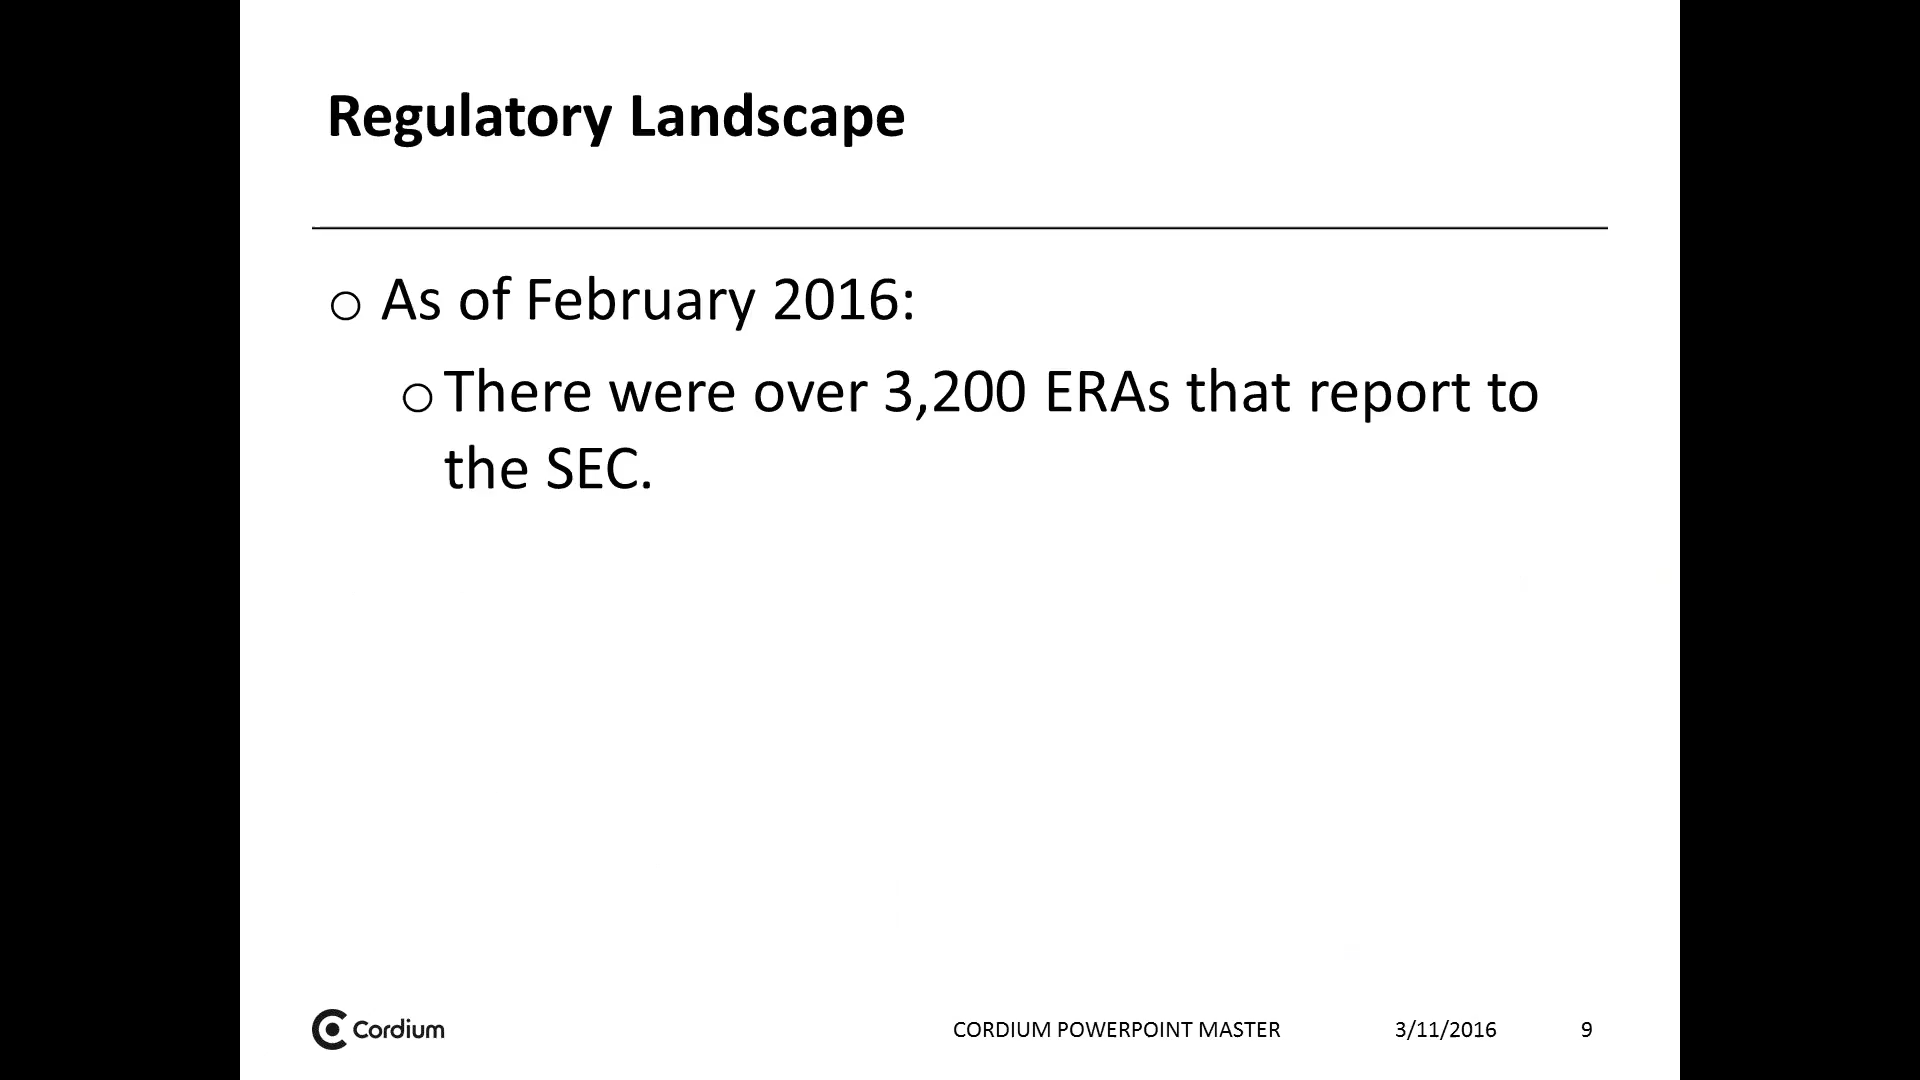 Regulatory Landscape
o As of February 2016:
o There were over 3,200 ERAs that report to
the SEC.
Cordium
CORDIUM POWERPOINT MASTER 3/11/2016 9